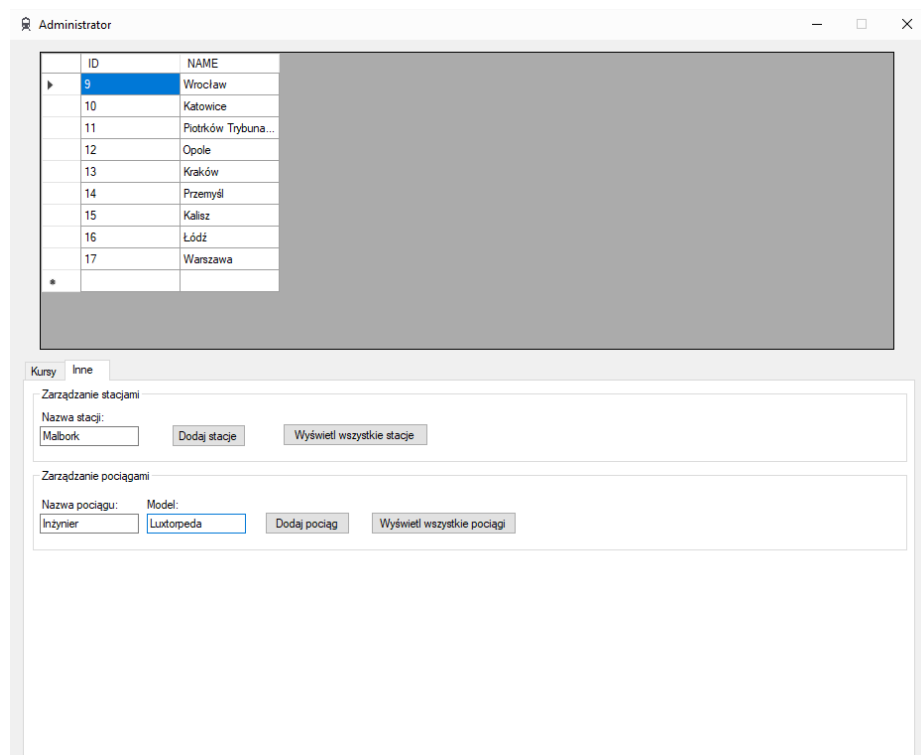 Administrator
ID NAME
9 Wrocław
10 Katowice
11 Piotrków Trybuna...
12 Opole
13 Kraków
14 Przemyśl
15 Kalisz
16 Łódź
17 Warszawa
Kursy Inne
Zarządzanie stacjami
Nazwa stacji:
Malbork Dodaj stacje Wyświetl wszystkie stacje
Zarządzanie pociągami
Nazwa pociągu: Model:
Inżynier Luxtorpeda Dodaj pociąg Wyświetl wszystkie pociągi